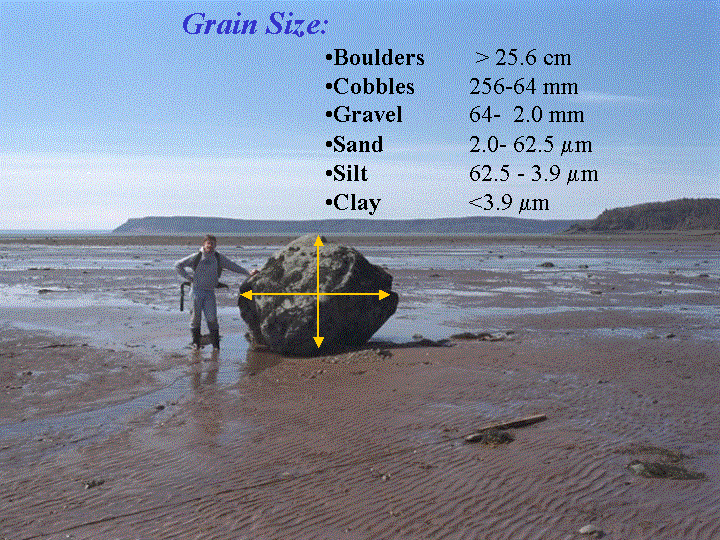 Grain Size:
•Boulders > 25.6 cm
•Cobbles 256-64 mm
•Gravel 64- 2.0 mm
•Sand 2.0- 62.5 µm
•Silt 62.5 - 3.9 µm
•Clay <3.9 µm